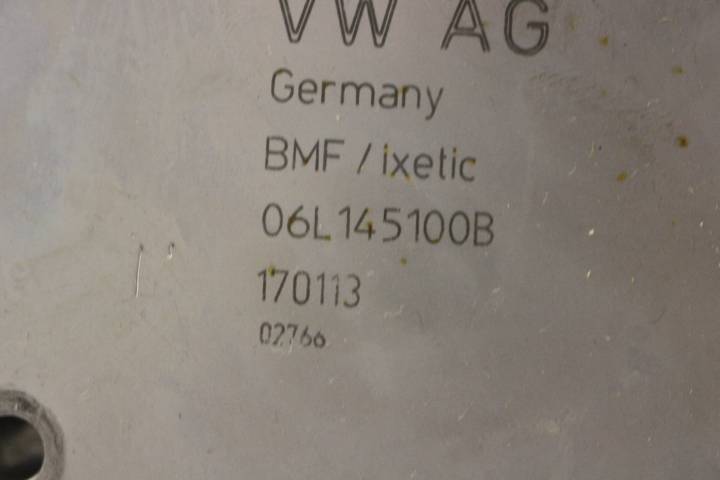 VW AG
Germany
BMF / ixetic
06L145100B
170113
02766